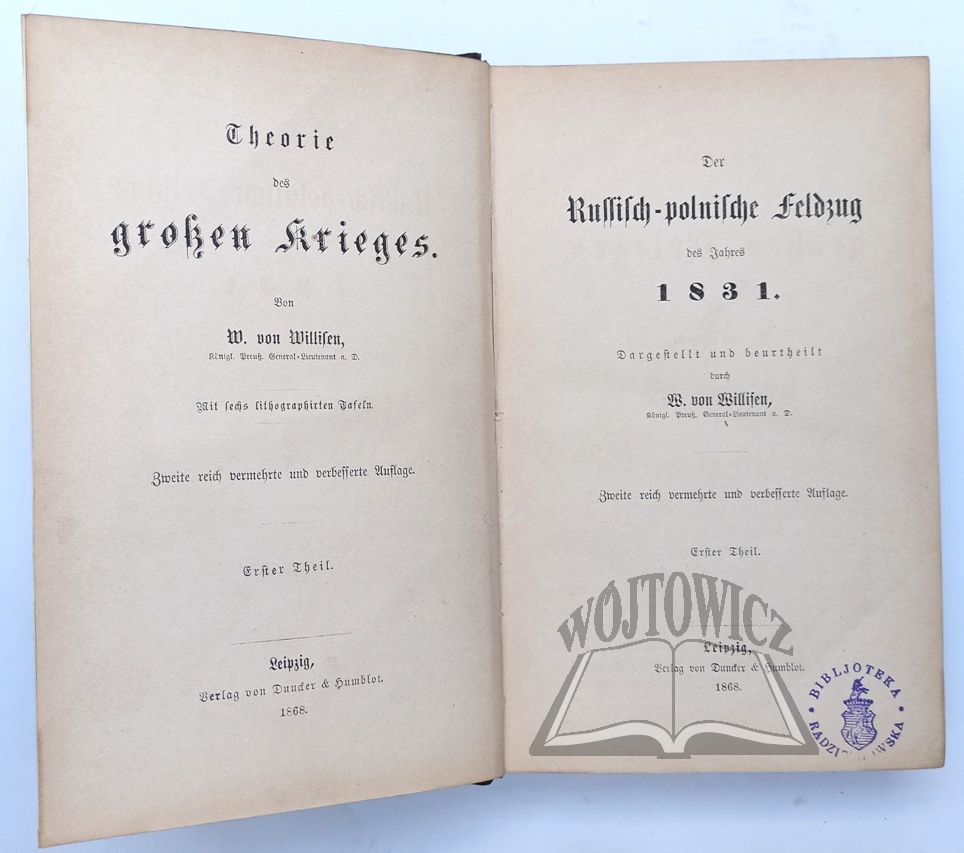 Theorie
des
großen Krieges.
Von
W. von Willisen,
Königl. Preuß. General-Lieutenant a. D.
Mit sechs lithographirten Tafeln.
Zweite reich vermehrte und verbesserte Auflage.
Erster Theil.
Leipzig,
Verlag von Duncker & Humblot.
1868.
Der
Russisch-polnische Feldzug
des Jahres
1831.
Dargestellt und beurtheilt
durch
W. von Willisen,
Königl. Preuß. General-Lieutenant a. D.
Zweite reich vermehrte und verbesserte Auflage.
Erster Theil.
WÓJTOWICZ
Leipzig,
Verlag von Duncker & Humblot.
1868.
BIBLJOTEKA